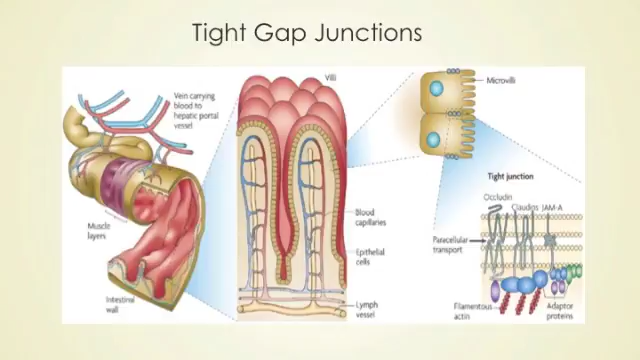 Tight Gap Junctions
Vein carrying
blood to
hepatic portal
vessel
Muscle
layers
Intestinal
wall
Villi
Blood
capillaries
Epithelial
cells
Lymph
vessel
Microvilli
Tight junction
Occludin
Claudins JAM-A
Paracellular
transport
Filamentous
actin
Adaptor
proteins